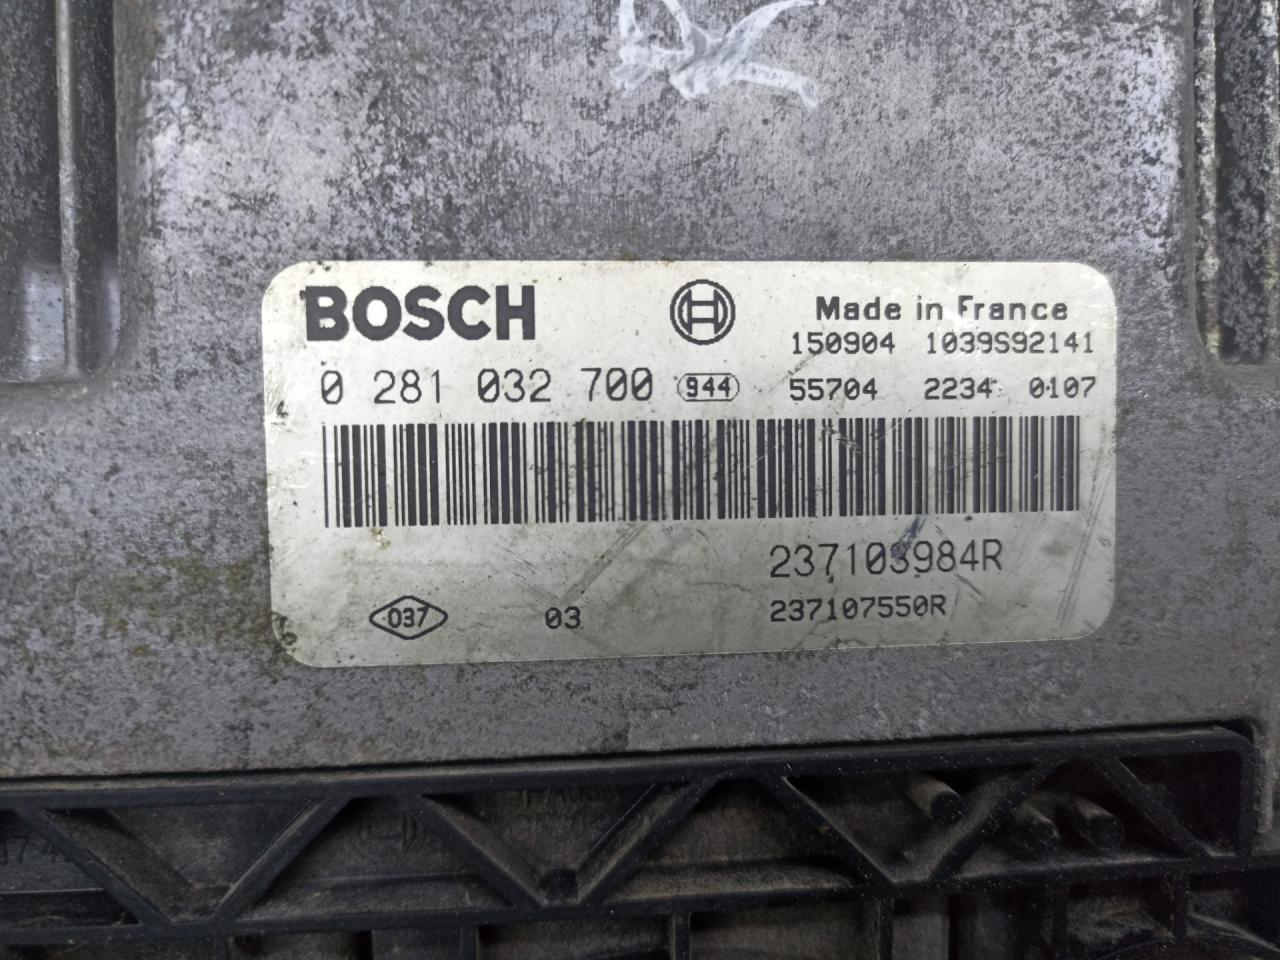 BOSCH
Made in France
150904 1039S92141
0 281 032 700 944 55704 2234 0107
237103984R
037 03 237107550R